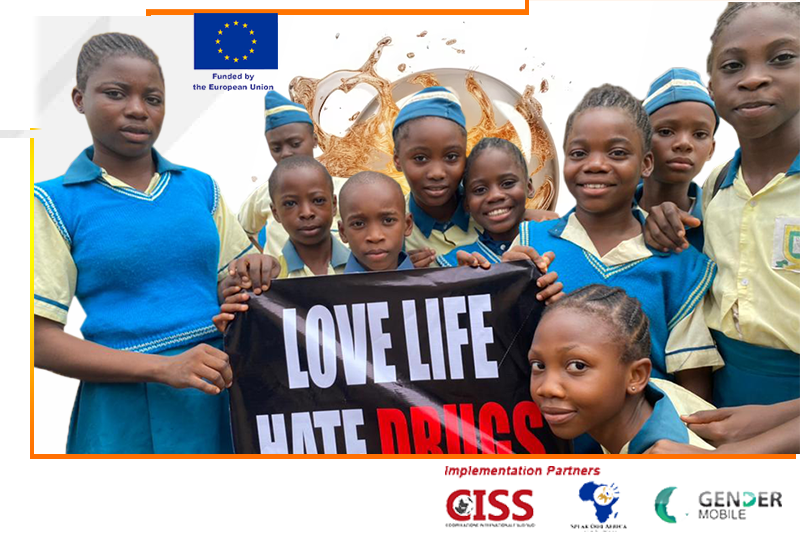 Funded by
the European Union
LOVE LIFE
HATE DRUGS
Implementation Partners
CISS
COOPERAZIONE INTERNAZIONALE SUD SUD
SPEAK OUR AFRICA
GENDER
MOBILE